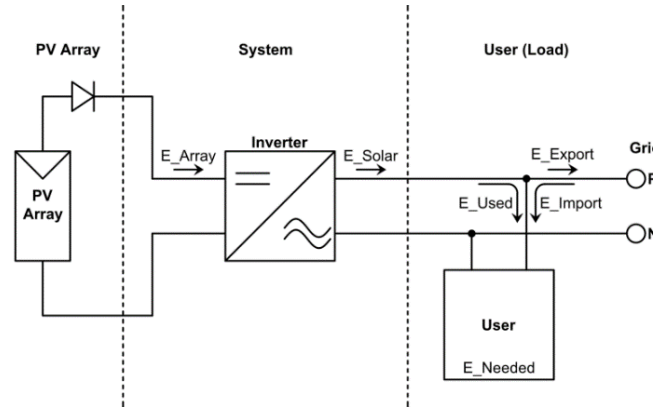 PV Array
System
User (Load)
E_Array
Inverter
E_Solar
E_Export
PV
Array
E_Used
E_Import
N
User
E_Needed